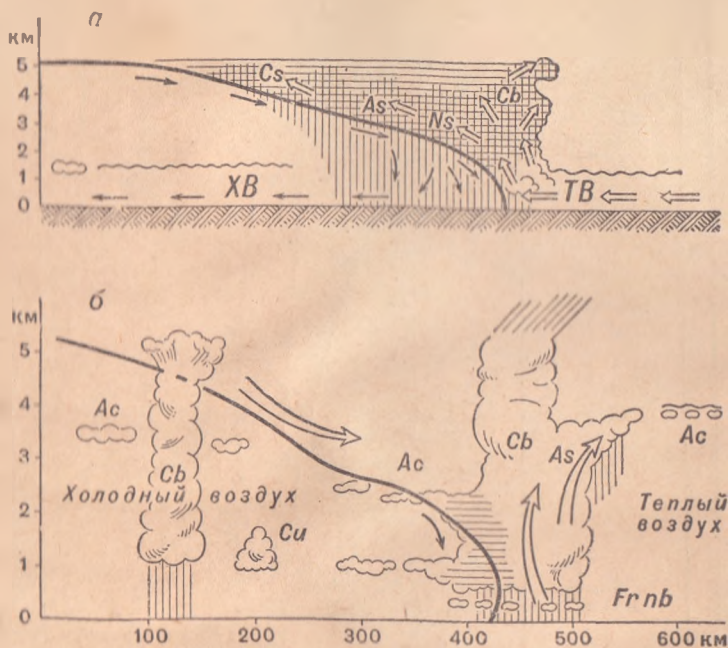 а
км
5
4
3
2
1
0
Cs
As
Ns
Cb
ХВ
ТВ
б
км
5
4
3
2
1
0
Ac
Cb
Холодный воздух
Cu
Ac
Cb
As
Ac
Теплый
воздух
Frnb
100 200 300 400 500 600 км